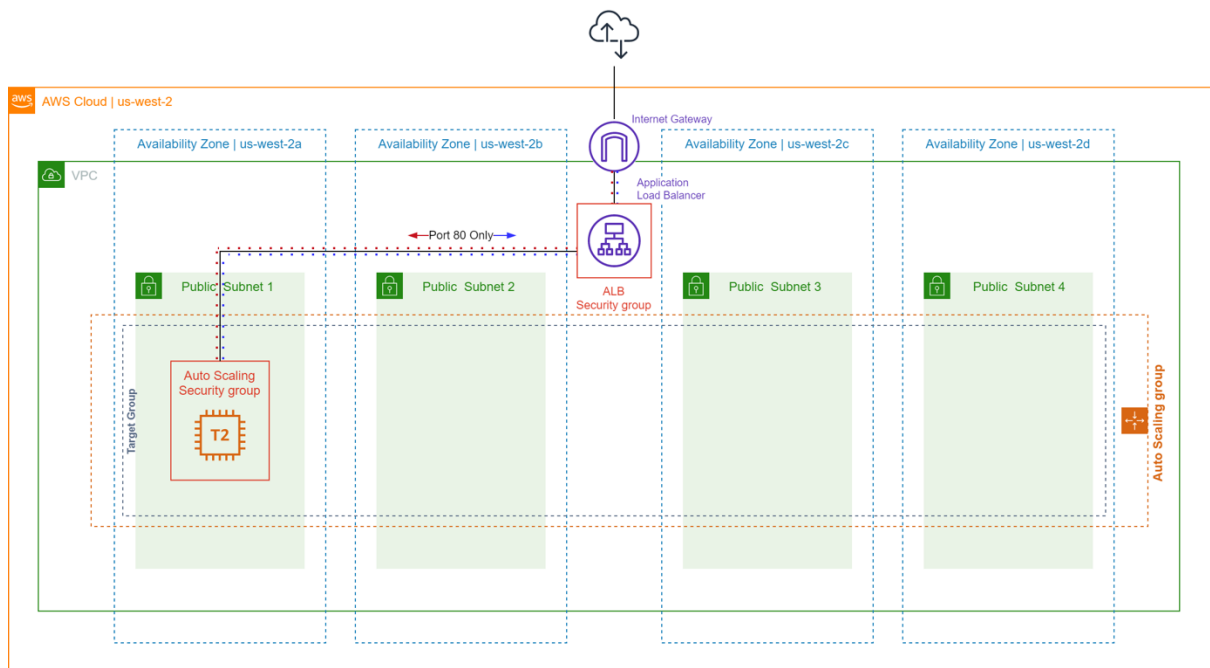 aws
AWS Cloud | us-west-2
Internet Gateway
Availability Zone | us-west-2a
Availability Zone | us-west-2b
Availability Zone | us-west-2c
Availability Zone | us-west-2d
VPC
Application
Load Balancer
Port 80 Only
Public Subnet 1
Public Subnet 2
ALB
Security group
Public Subnet 3
Public Subnet 4
Auto Scaling
Security group
T2
Target Group
Auto Scaling group